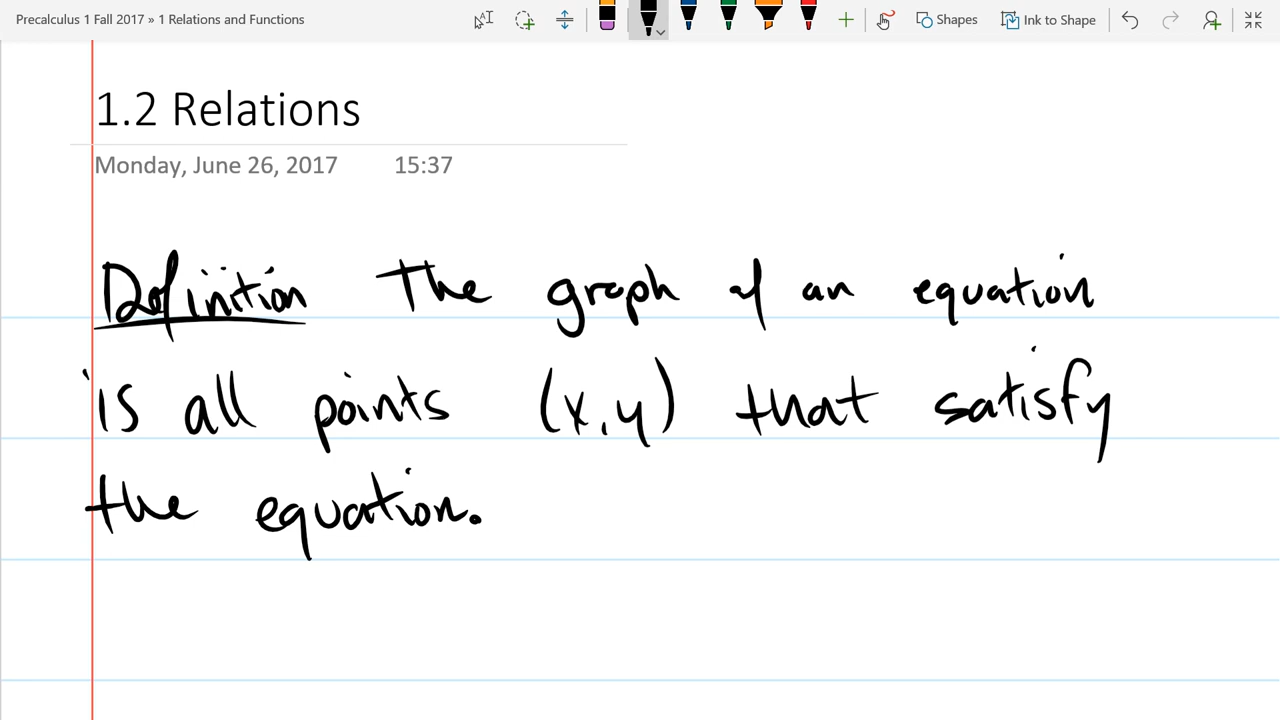 Precalculus 1 Fall 2017 » 1 Relations and Functions
Shapes
Ink to Shape
1.2 Relations
Monday, June 26, 2017 15:37
Definition The graph of an equation
is all points (x,y) that satisfy
the equation.